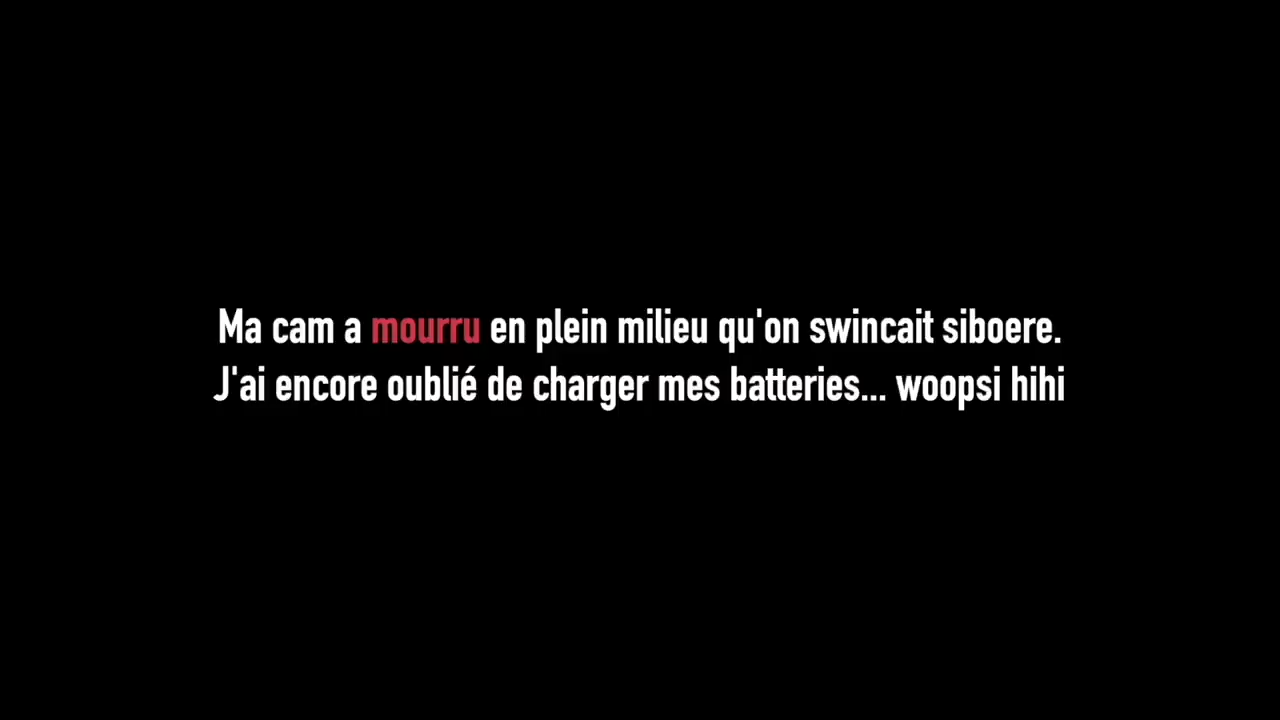 Ma cam a mourru en plein milieu qu'on swincait siboere.
J'ai encore oublié de charger mes batteries... woopsi hihi